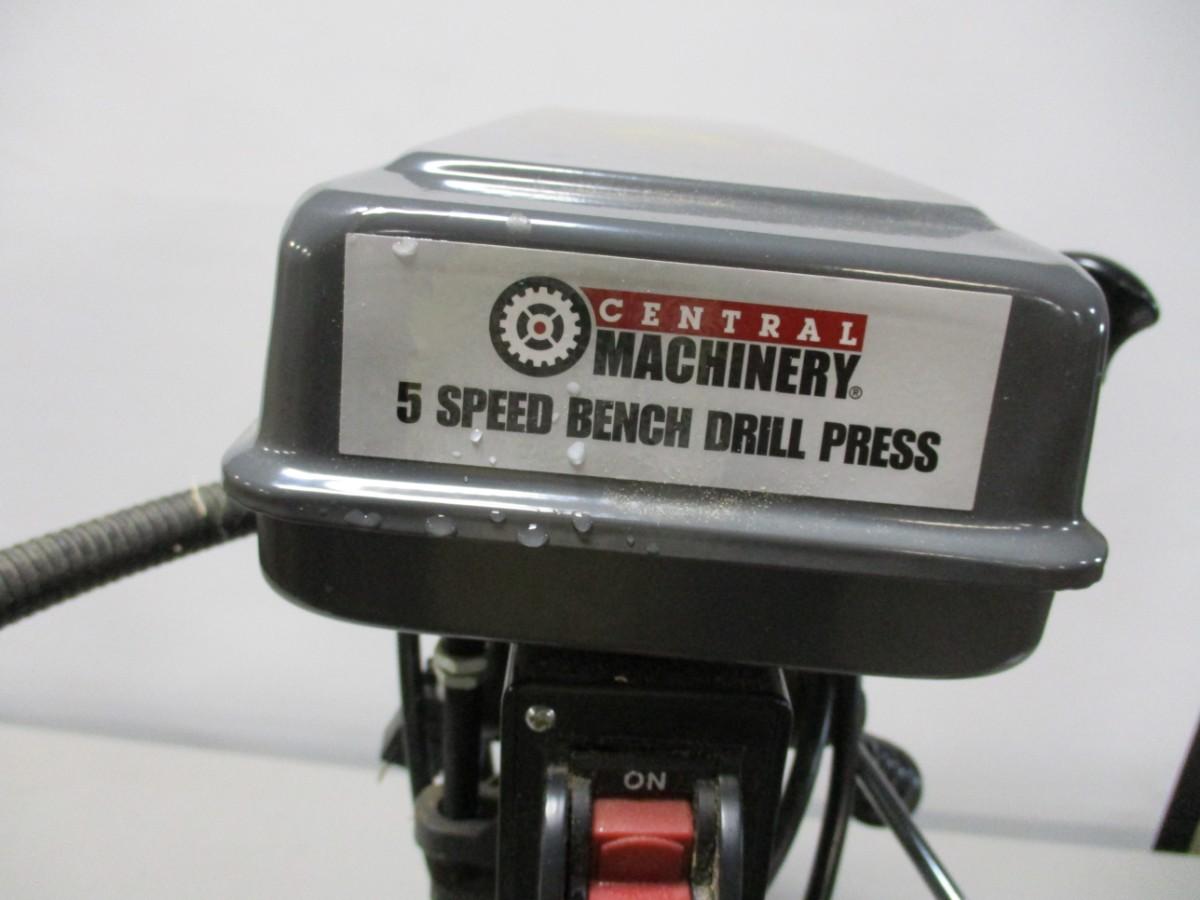 CENTRAL
MACHINERY®
5 SPEED BENCH DRILL PRESS
ON